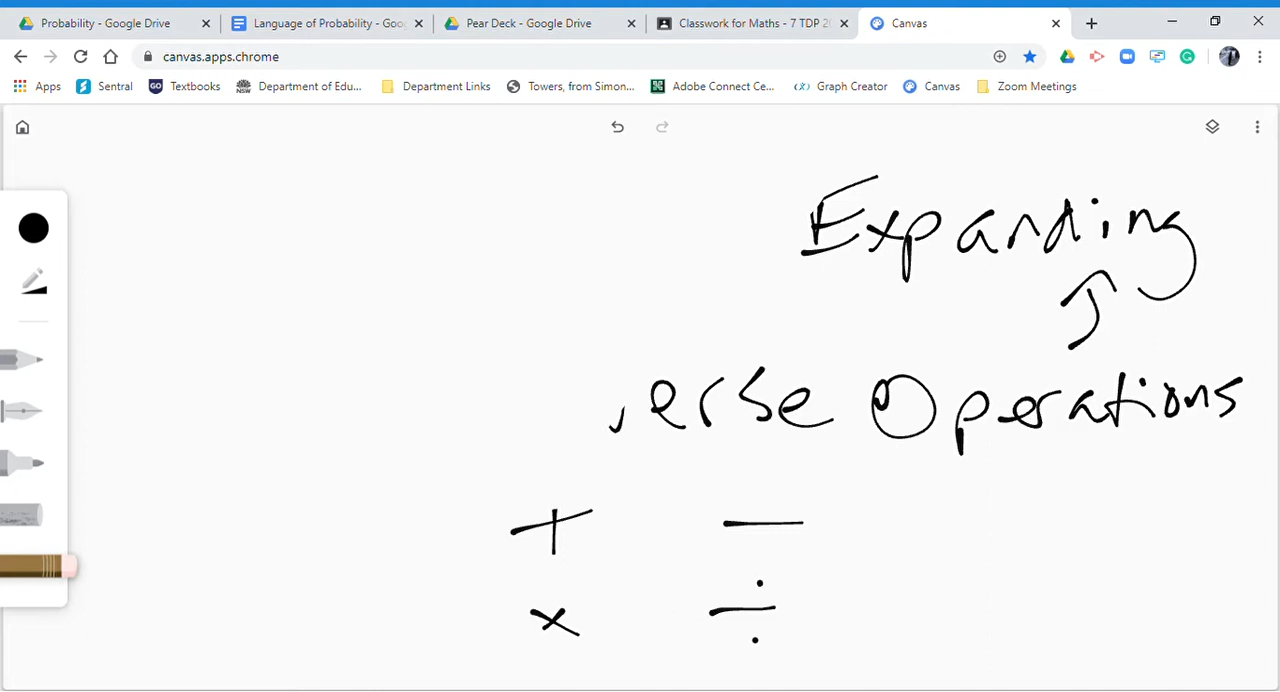 Probability - Google Drive
Language of Probability - Goo
Pear Deck - Google Drive
Classwork for Maths - 7 TDP 20
Canvas
canvas.apps.chrome
Apps
Sentral
Textbooks
Department of Edu...
Department Links
Towers, from Simon...
Adobe Connect Ce...
Graph Creator
Canvas
Zoom Meetings
Expanding
verse Operations
+ −
× ÷